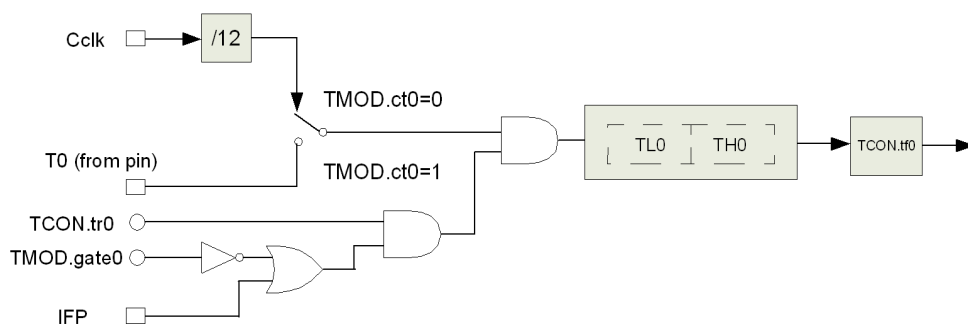 Cclk
/12
TMOD.ct0=0
TL0
TH0
TCON.tf0
T0 (from pin)
TMOD.ct0=1
TCON.tr0
TMOD.gate0
IFP